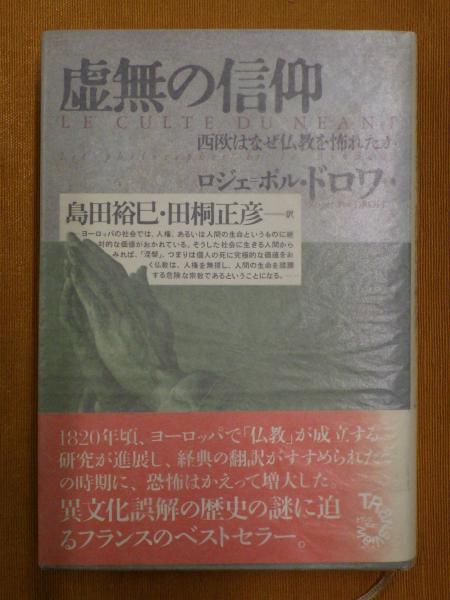 虚無の信仰
LE CULTE DU NEANT
西欧はなぜ仏教を怖れたか
ロジェ=ポル・ドロワ・
島田裕巳・田桐正彦──訳
ヨーロッパの社会では、人権、あるいは人間の生命というものに絶
対的な価値がおかれている。そうした社会に生きる人間から
みれば、「涅槃」、つまりは個人の死に究極的な価値をお
く仏教は、人権を無視し、人間の生命を蹂躙
する危険な宗教であるということになる。
1820年頃、ヨーロッパで「仏教」が成立する。
研究が進展し、経典の翻訳がすすめられたこ
の時期に、恐怖はかえって増大した。
異文化誤解の歴史の謎に迫
るフランスのベストセラー。